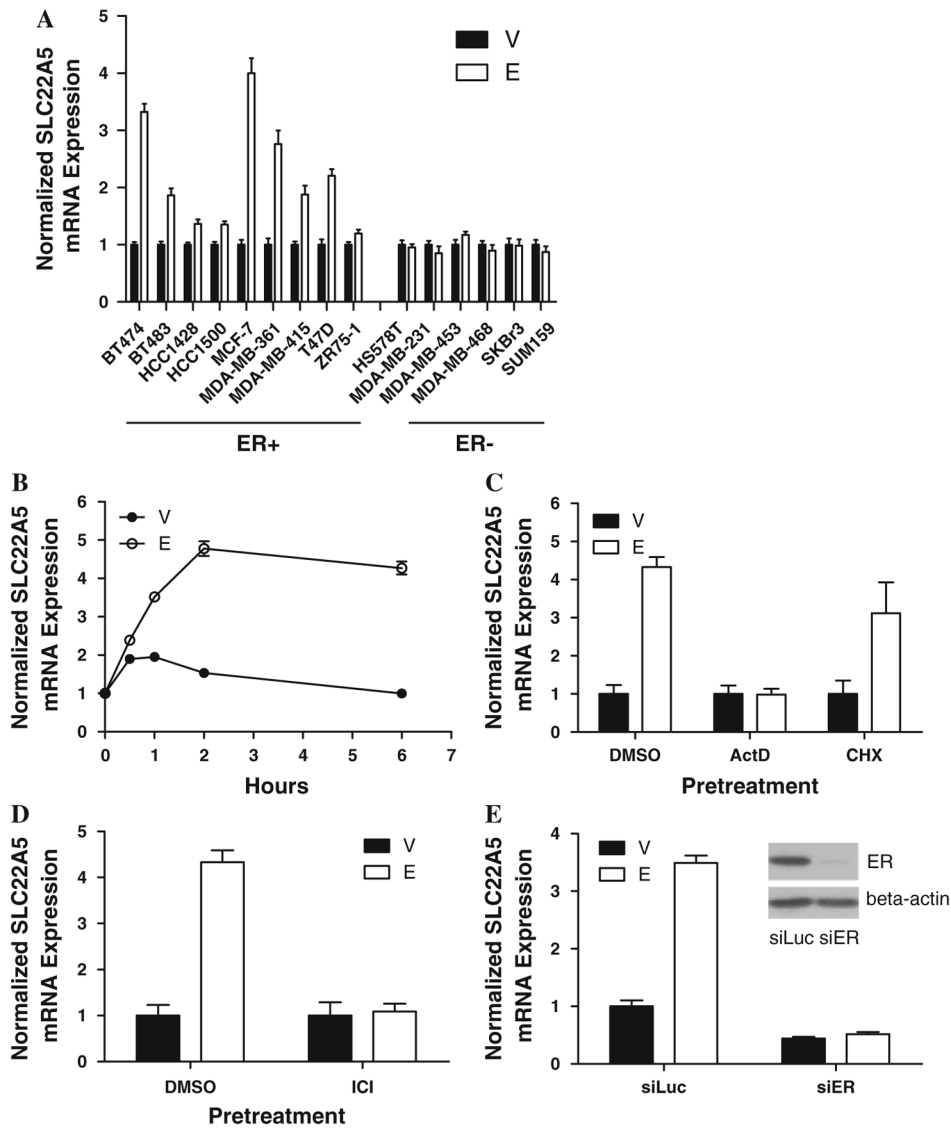 A
Normalized SLC22A5
mRNA Expression
5
4
3
2
1
0
V
E
BT474
BT483
HCC1428
HCC1500
MCF-7
MDA-MB-361
MDA-MB-415
T47D
ZR75-1
HS578T
MDA-MB-231
MDA-MB-453
MDA-MB-468
SKBr3
SUM159
ER+
ER-
B
Normalized SLC22A5
mRNA Expression
6
5
4
3
2
1
0
V
E
0 1 2 3 4 5 6 7
Hours
C
Normalized SLC22A5
mRNA Expression
6
5
4
3
2
1
0
V
E
DMSO ActD CHX
Pretreatment
D
Normalized SLC22A5
mRNA Expression
5
4
3
2
1
0
V
E
DMSO ICI
Pretreatment
E
Normalized SLC22A5
mRNA Expression
4
3
2
1
0
V
E
ER
beta-actin
siLuc siER
siLuc siER